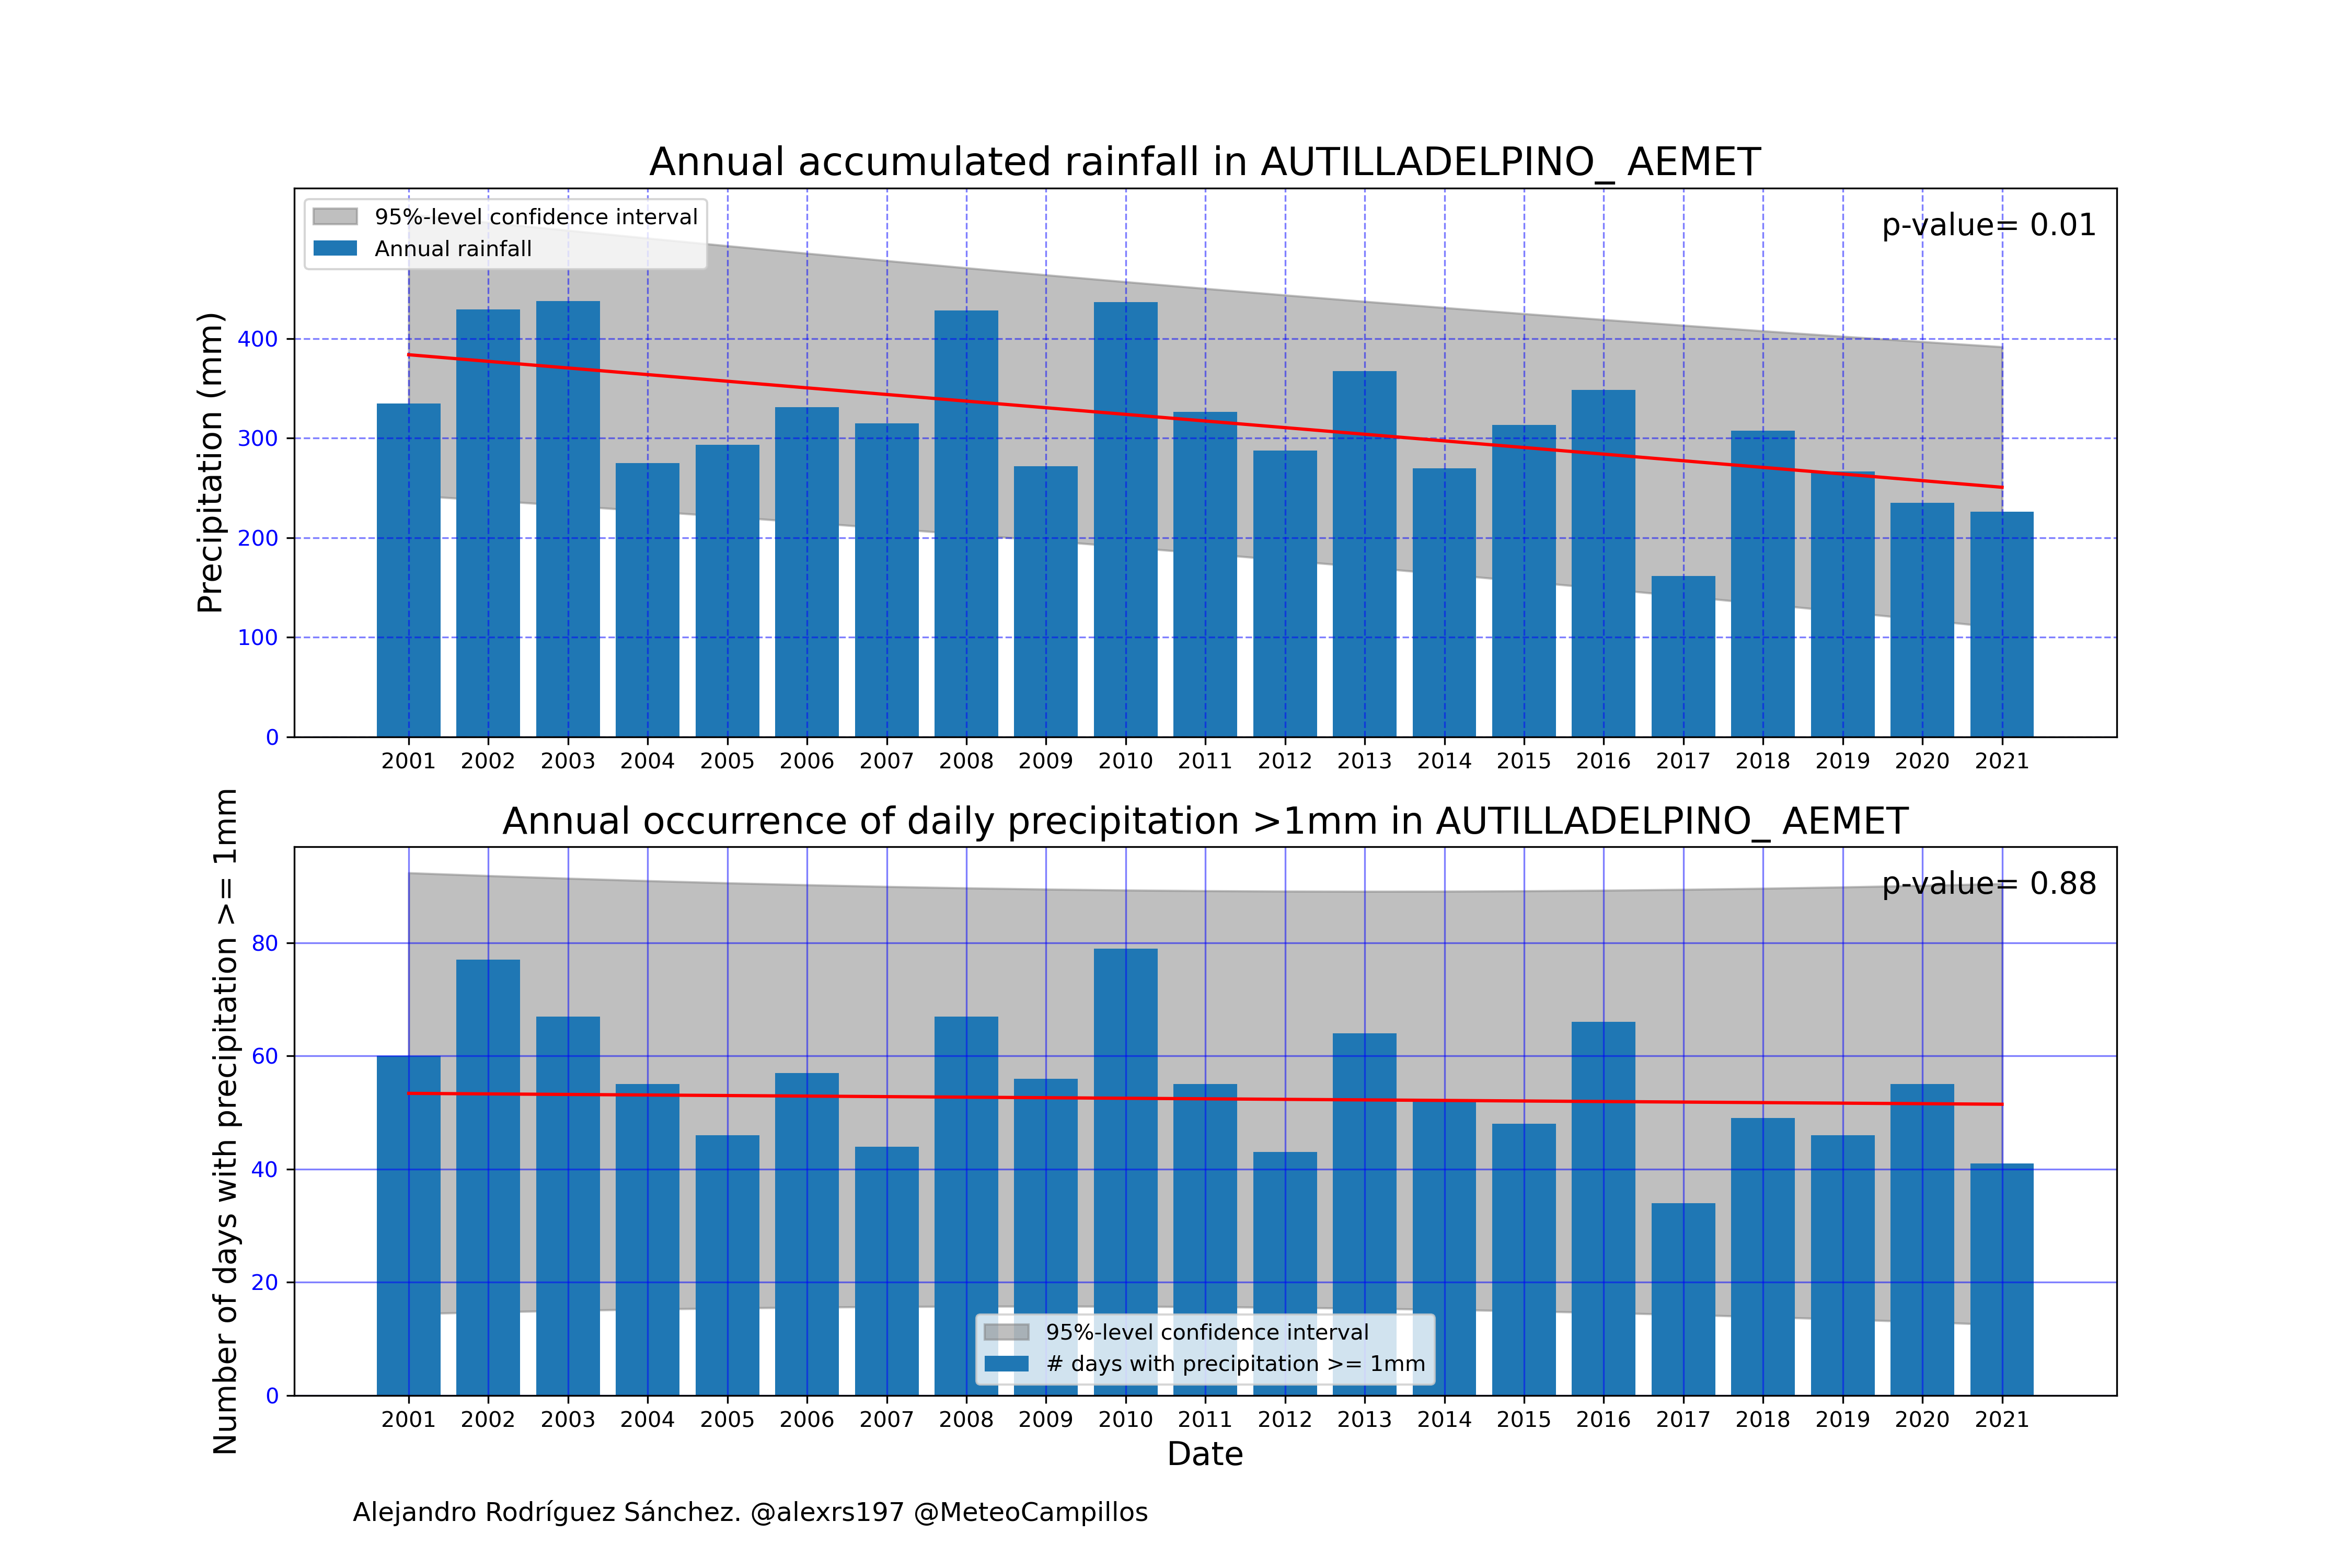 Annual accumulated rainfall in AUTILLADELPINO_ AEMET
95%-level confidence interval
Annual rainfall
p-value= 0.01
Precipitation (mm)
400
300
200
100
0
2001 2002 2003 2004 2005 2006 2007 2008 2009 2010 2011 2012 2013 2014 2015 2016 2017 2018 2019 2020 2021
Annual occurrence of daily precipitation >1mm in AUTILLADELPINO_ AEMET
p-value= 0.88
Number of days with precipitation >= 1mm
80
60
40
20
0
95%-level confidence interval
# days with precipitation >= 1mm
2001 2002 2003 2004 2005 2006 2007 2008 2009 2010 2011 2012 2013 2014 2015 2016 2017 2018 2019 2020 2021
Date
Alejandro Rodríguez Sánchez. @alexrs197 @MeteoCampillos